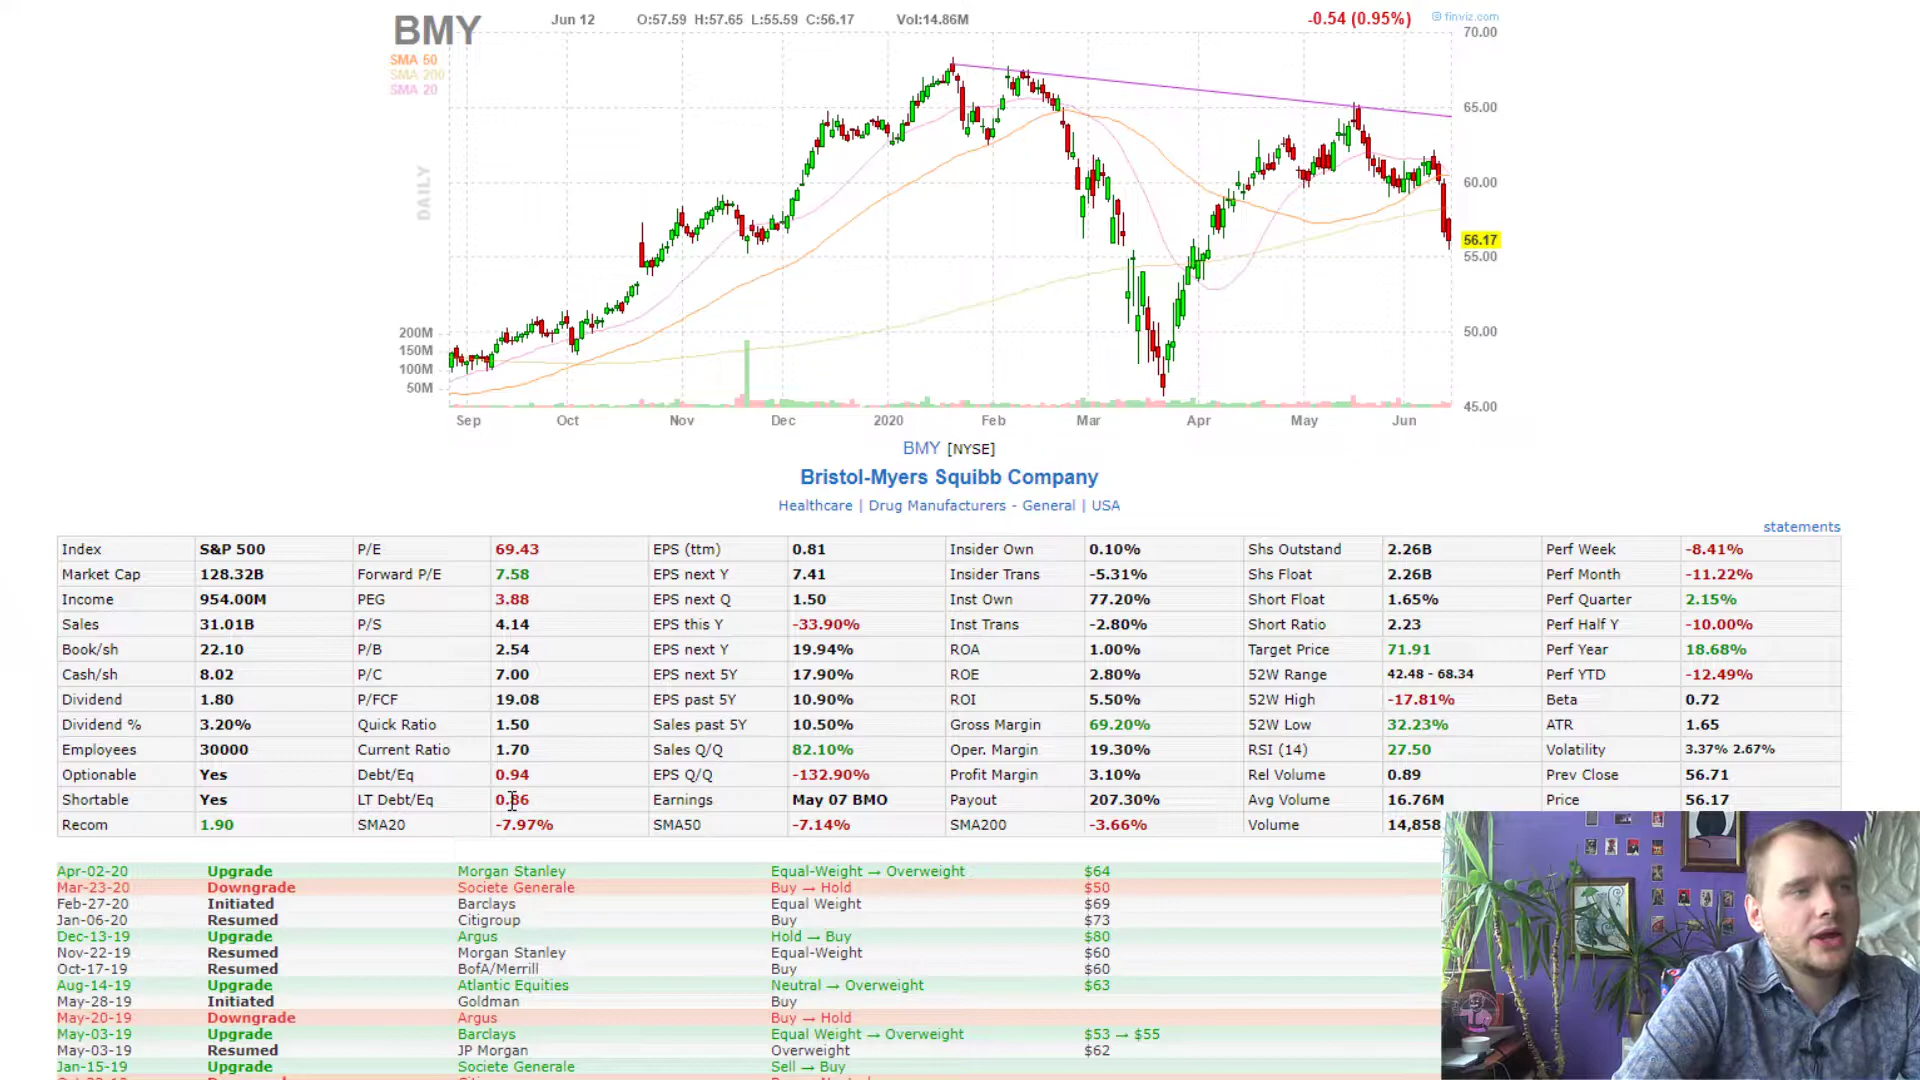 BMY Jun 12 O:57.59 H:57.65 L:55.59 C:56.17 Vol:14.86M -0.54 (0.95%) © finviz.com
SMA 50
SMA 200
SMA 20
DAILY
70.00
65.00
60.00
56.17
55.00
50.00
45.00
200M
150M
100M
50M
Sep Oct Nov Dec 2020 Feb Mar Apr May Jun
BMY [NYSE]
Bristol-Myers Squibb Company
Healthcare | Drug Manufacturers - General | USA
statements
Index S&P 500 P/E 69.43 EPS (ttm) 0.81 Insider Own 0.10% Shs Outstand 2.26B Perf Week -8.41%
Market Cap 128.32B Forward P/E 7.58 EPS next Y 7.41 Insider Trans -5.31% Shs Float 2.26B Perf Month -11.22%
Income 954.00M PEG 3.88 EPS next Q 1.50 Inst Own 77.20% Short Float 1.65% Perf Quarter 2.15%
Sales 31.01B P/S 4.14 EPS this Y -33.90% Inst Trans -2.80% Short Ratio 2.23 Perf Half Y -10.00%
Book/sh 22.10 P/B 2.54 EPS next Y 19.94% ROA 1.00% Target Price 71.91 Perf Year 18.68%
Cash/sh 8.02 P/C 7.00 EPS next 5Y 17.90% ROE 2.80% 52W Range 42.48 - 68.34 Perf YTD -12.49%
Dividend 1.80 P/FCF 19.08 EPS past 5Y 10.90% ROI 5.50% 52W High -17.81% Beta 0.72
Dividend % 3.20% Quick Ratio 1.50 Sales past 5Y 10.50% Gross Margin 69.20% 52W Low 32.23% ATR 1.65
Employees 30000 Current Ratio 1.70 Sales Q/Q 82.10% Oper. Margin 19.30% RSI (14) 27.50 Volatility 3.37% 2.67%
Optionable Yes Debt/Eq 0.94 EPS Q/Q -132.90% Profit Margin 3.10% Rel Volume 0.89 Prev Close 56.71
Shortable Yes LT Debt/Eq 0.86 Earnings May 07 BMO Payout 207.30% Avg Volume 16.76M Price 56.17
Recom 1.90 SMA20 -7.97% SMA50 -7.14% SMA200 -3.66% Volume 14,858
Apr-02-20 Upgrade Morgan Stanley Equal-Weight → Overweight $64
Mar-23-20 Downgrade Societe Generale Buy → Hold $50
Feb-27-20 Initiated Barclays Equal Weight $69
Jan-06-20 Resumed Citigroup Buy $73
Dec-13-19 Upgrade Argus Hold → Buy $80
Nov-22-19 Resumed Morgan Stanley Equal-Weight $60
Oct-17-19 Resumed BofA/Merrill Buy $60
Aug-14-19 Upgrade Atlantic Equities Neutral → Overweight $63
May-28-19 Initiated Goldman Buy
May-20-19 Downgrade Argus Buy → Hold
May-03-19 Upgrade Barclays Equal Weight → Overweight $53 → $55
May-03-19 Resumed JP Morgan Overweight $62
Jan-15-19 Upgrade Societe Generale Sell → Buy